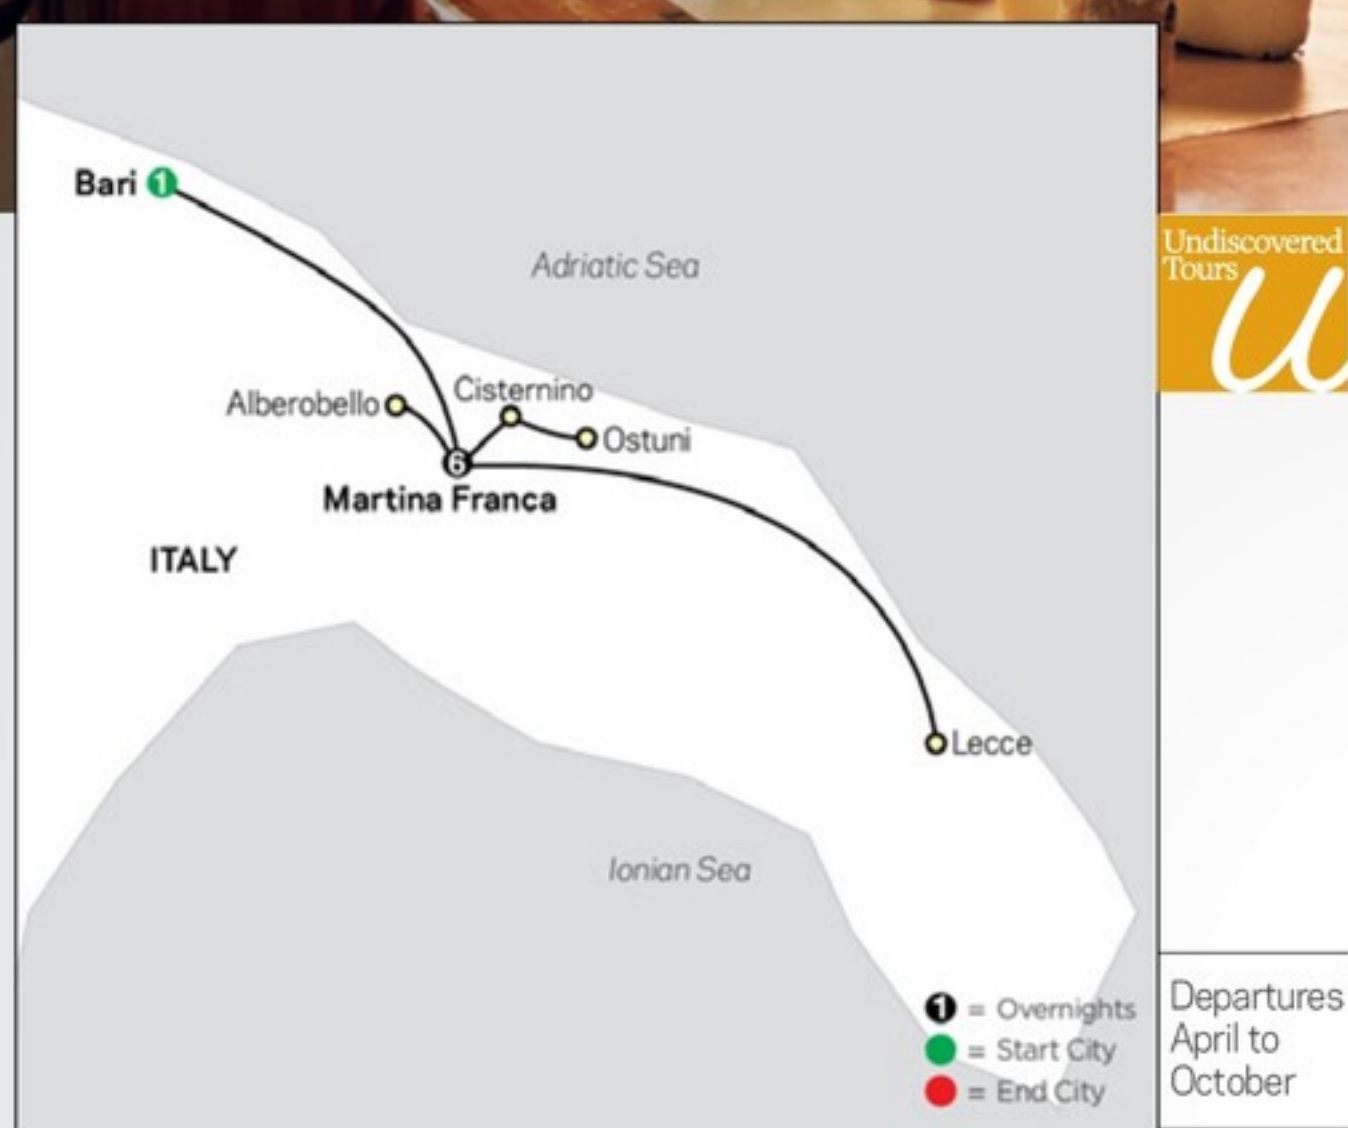 Bari 1
Adriatic Sea
Undiscovered
Tours
u
Alberobello
Cisternino
Ostuni
6
Martina Franca
ITALY
Lecce
Ionian Sea
1 = Overnights
= Start City
= End City
Departures
April to
October